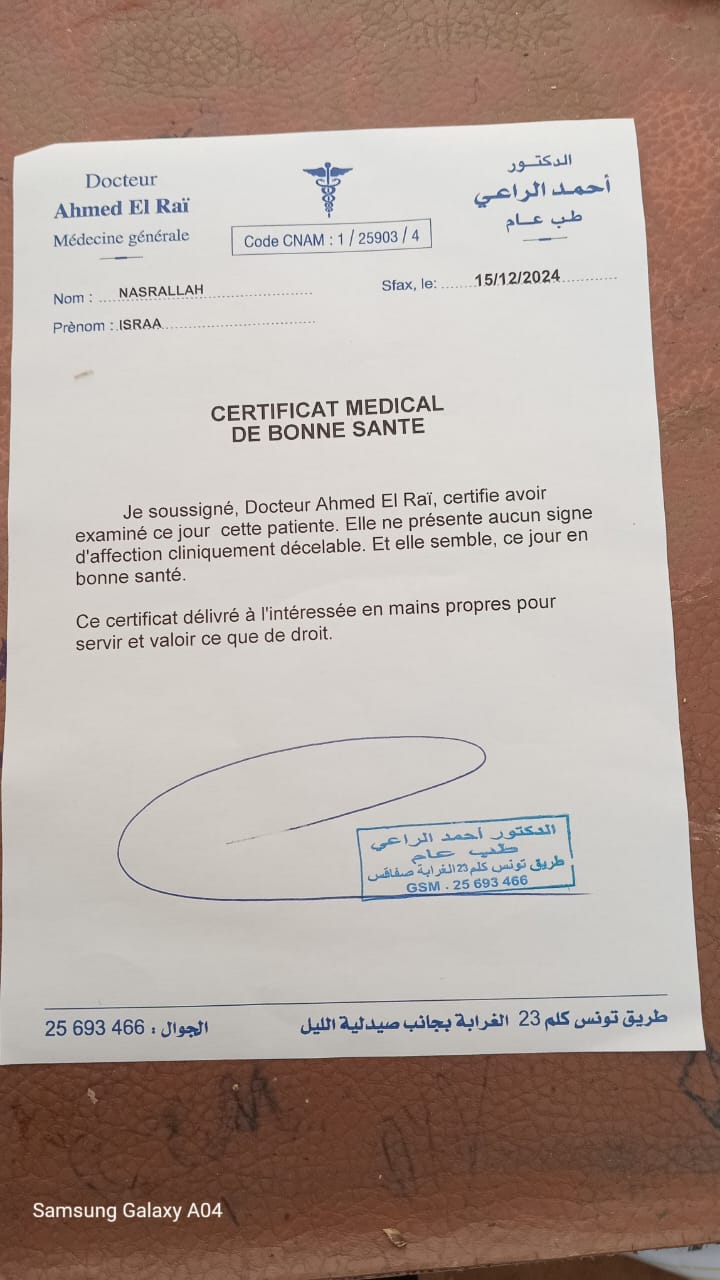 Docteur
Ahmed El Raï
Médecine générale
Code CNAM : 1 / 25903 / 4
الدكتـور
أحمد الراعي
طب عـام
Nom : ...NASRALLAH
Sfax, le: .......15/12/2024
Prènom : .ISRAA
CERTIFICAT MEDICAL
DE BONNE SANTE
Je soussigné, Docteur Ahmed El Raï, certifie avoir
examiné ce jour cette patiente. Elle ne présente aucun signe
d'affection cliniquement décelable. Et elle semble, ce jour en
bonne santé.
Ce certificat délivré à l'intéressée en mains propres pour
servir et valoir ce que de droit.
الدكتور أحمد الراعي
طب عام
طريق تونس كلم 23 الغرابة صفاقس
GSM . 25 693 466
طريق تونس كلم 23 الغرابة بجانب صيدلية الليل
الجوال : 25 693 466
Samsung Galaxy A04